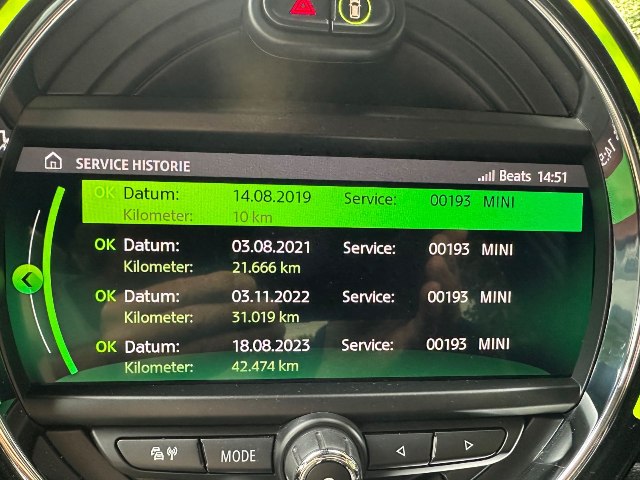 SERVICE HISTORIE Beats 14:51
OK Datum: 14.08.2019 Service: 00193 MINI
Kilometer: 10 km
OK Datum: 03.08.2021 Service: 00193 MINI
Kilometer: 21.666 km
OK Datum: 03.11.2022 Service: 00193 MINI
Kilometer: 31.019 km
OK Datum: 18.08.2023 Service: 00193 MINI
Kilometer: 42.474 km
MODE